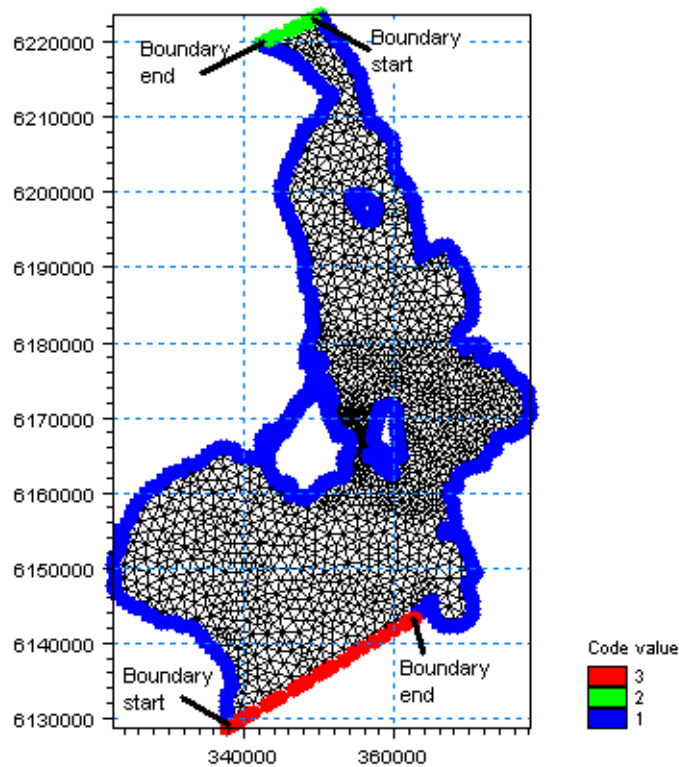 6220000
Boundary
end
Boundary
start
6210000
6200000
6190000
6180000
6170000
6160000
6150000
6140000
Boundary
start
Boundary
end
6130000
340000
360000
Code value
3
2
1